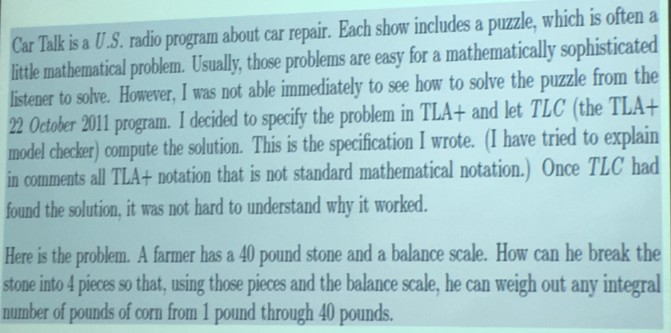 Car Talk is a U.S. radio program about car repair. Each show includes a puzzle, which is often a
little mathematical problem. Usually, those problems are easy for a mathematically sophisticated
listener to solve. However, I was not able immediately to see how to solve the puzzle from the
22 October 2011 program. I decided to specify the problem in TLA+ and let TLC (the TLA+
model checker) compute the solution. This is the specification I wrote. (I have tried to explain
in comments all TLA+ notation that is not standard mathematical notation.) Once TLC had
found the solution, it was not hard to understand why it worked.
Here is the problem. A farmer has a 40 pound stone and a balance scale. How can he break the
stone into 4 pieces so that, using those pieces and the balance scale, he can weigh out any integral
number of pounds of corn from 1 pound through 40 pounds.